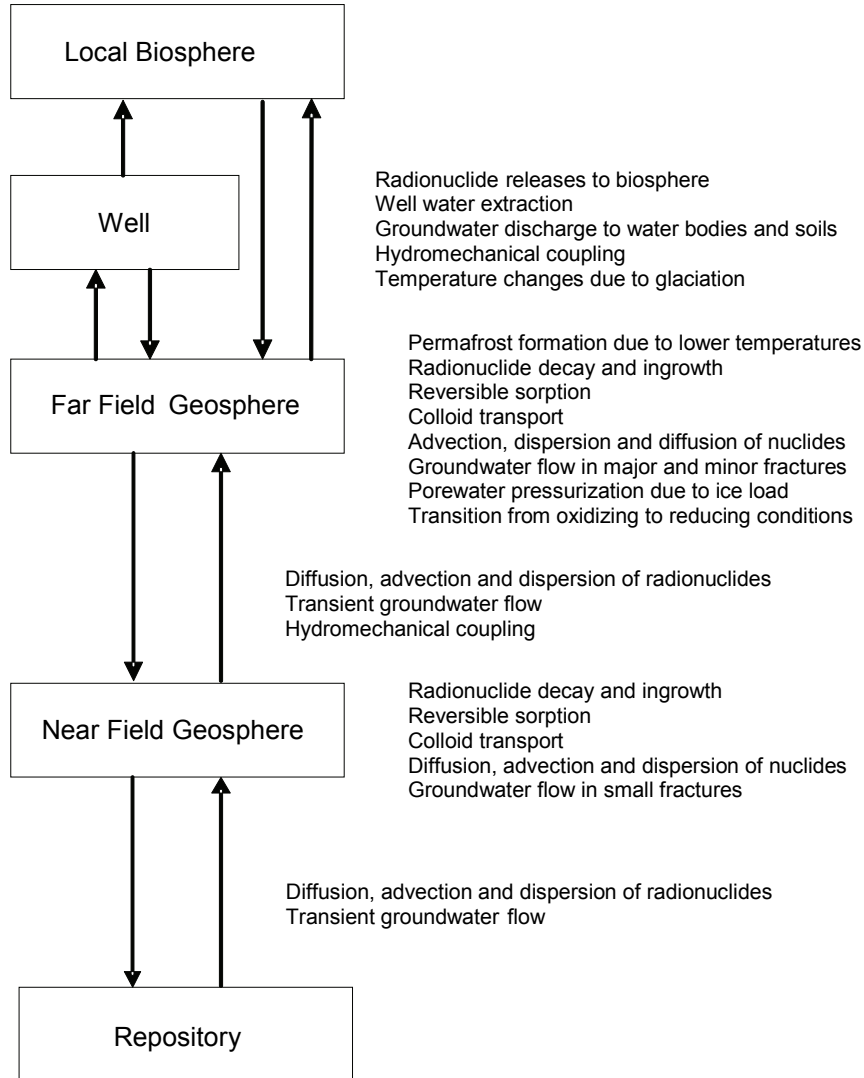 Local Biosphere
Radionuclide releases to biosphere
Well water extraction
Groundwater discharge to water bodies and soils
Hydromechanical coupling
Temperature changes due to glaciation
Well
Permafrost formation due to lower temperatures
Radionuclide decay and ingrowth
Reversible sorption
Colloid transport
Advection, dispersion and diffusion of nuclides
Groundwater flow in major and minor fractures
Porewater pressurization due to ice load
Transition from oxidizing to reducing conditions
Far Field Geosphere
Diffusion, advection and dispersion of radionuclides
Transient groundwater flow
Hydromechanical coupling
Radionuclide decay and ingrowth
Reversible sorption
Colloid transport
Diffusion, advection and dispersion of nuclides
Groundwater flow in small fractures
Near Field Geosphere
Diffusion, advection and dispersion of radionuclides
Transient groundwater flow
Repository